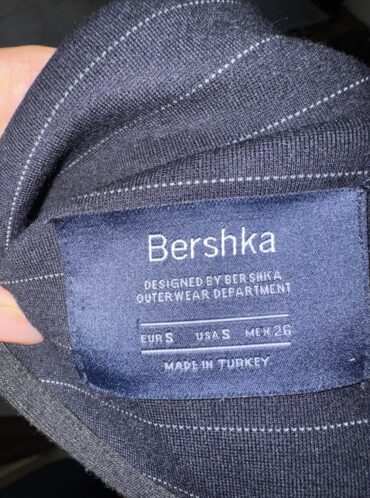 Bershka
DESIGNED BY BERSHKA
OUTERWEAR DEPARTMENT
EUR S USA S MEX 26
MADE IN TURKEY